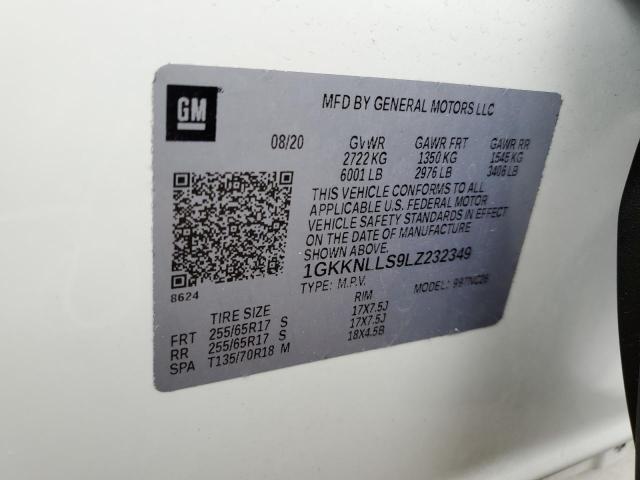 GM
MFD BY GENERAL MOTORS LLC
08/20 GVWR GAWR FRT GAWR RR
2722 KG 1350 KG 1545 KG
6001 LB 2976 LB 3406 LB
THIS VEHICLE CONFORMS TO ALL
APPLICABLE U.S. FEDERAL MOTOR
VEHICLE SAFETY STANDARDS IN EFFECT
ON THE DATE OF MANUFACTURE
SHOWN ABOVE.
1GKKNLLS9LZ232349
8624
TYPE: M.P.V. MODEL:
TIRE SIZE RIM
FRT 255/65R17 S 17X7.5J
RR 255/65R17 S 17X7.5J
SPA T135/70R18 M 18X4.5B